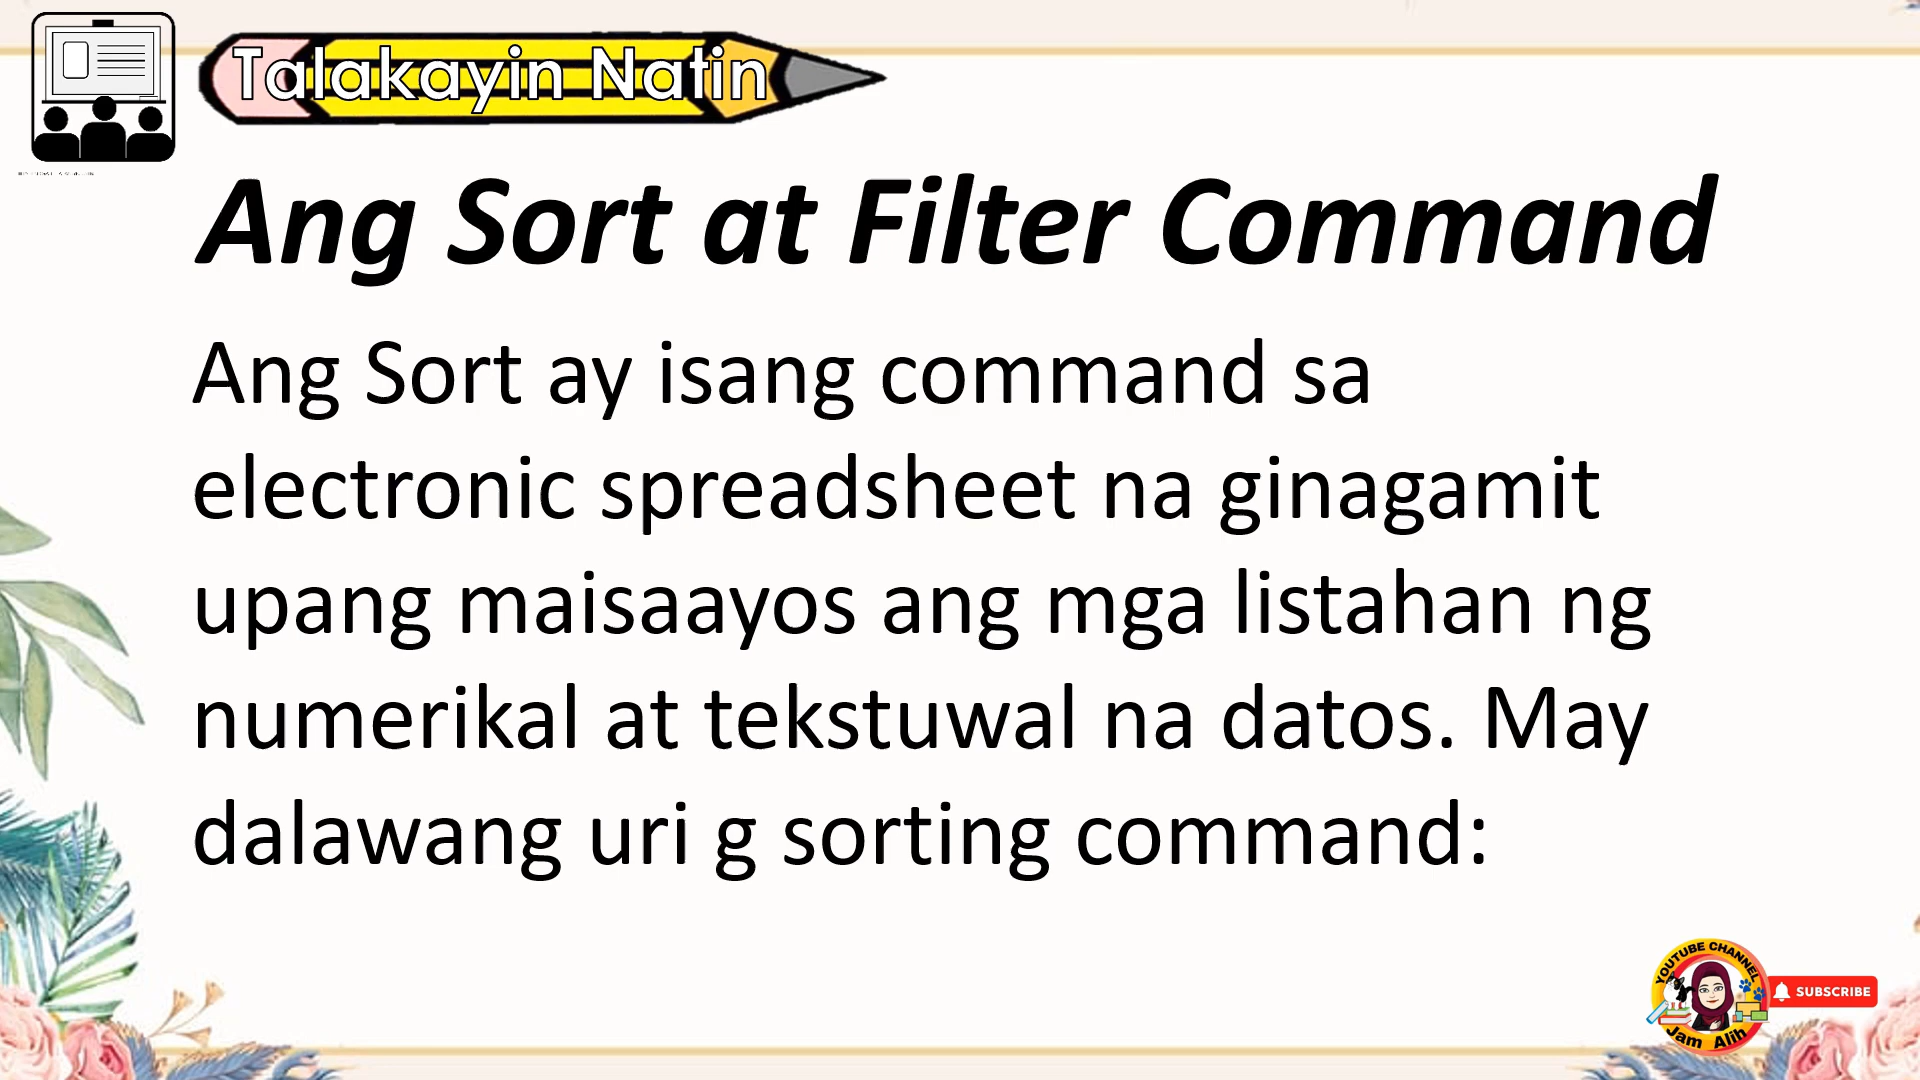 Talakayin Natin
Ang Sort at Filter Command
Ang Sort ay isang command sa
electronic spreadsheet na ginagamit
upang maisaayos ang mga listahan ng
numerikal at tekstuwal na datos. May
dalawang uri g sorting command:
YOUTUBE CHANNEL
Jam Alih
SUBSCRIBE